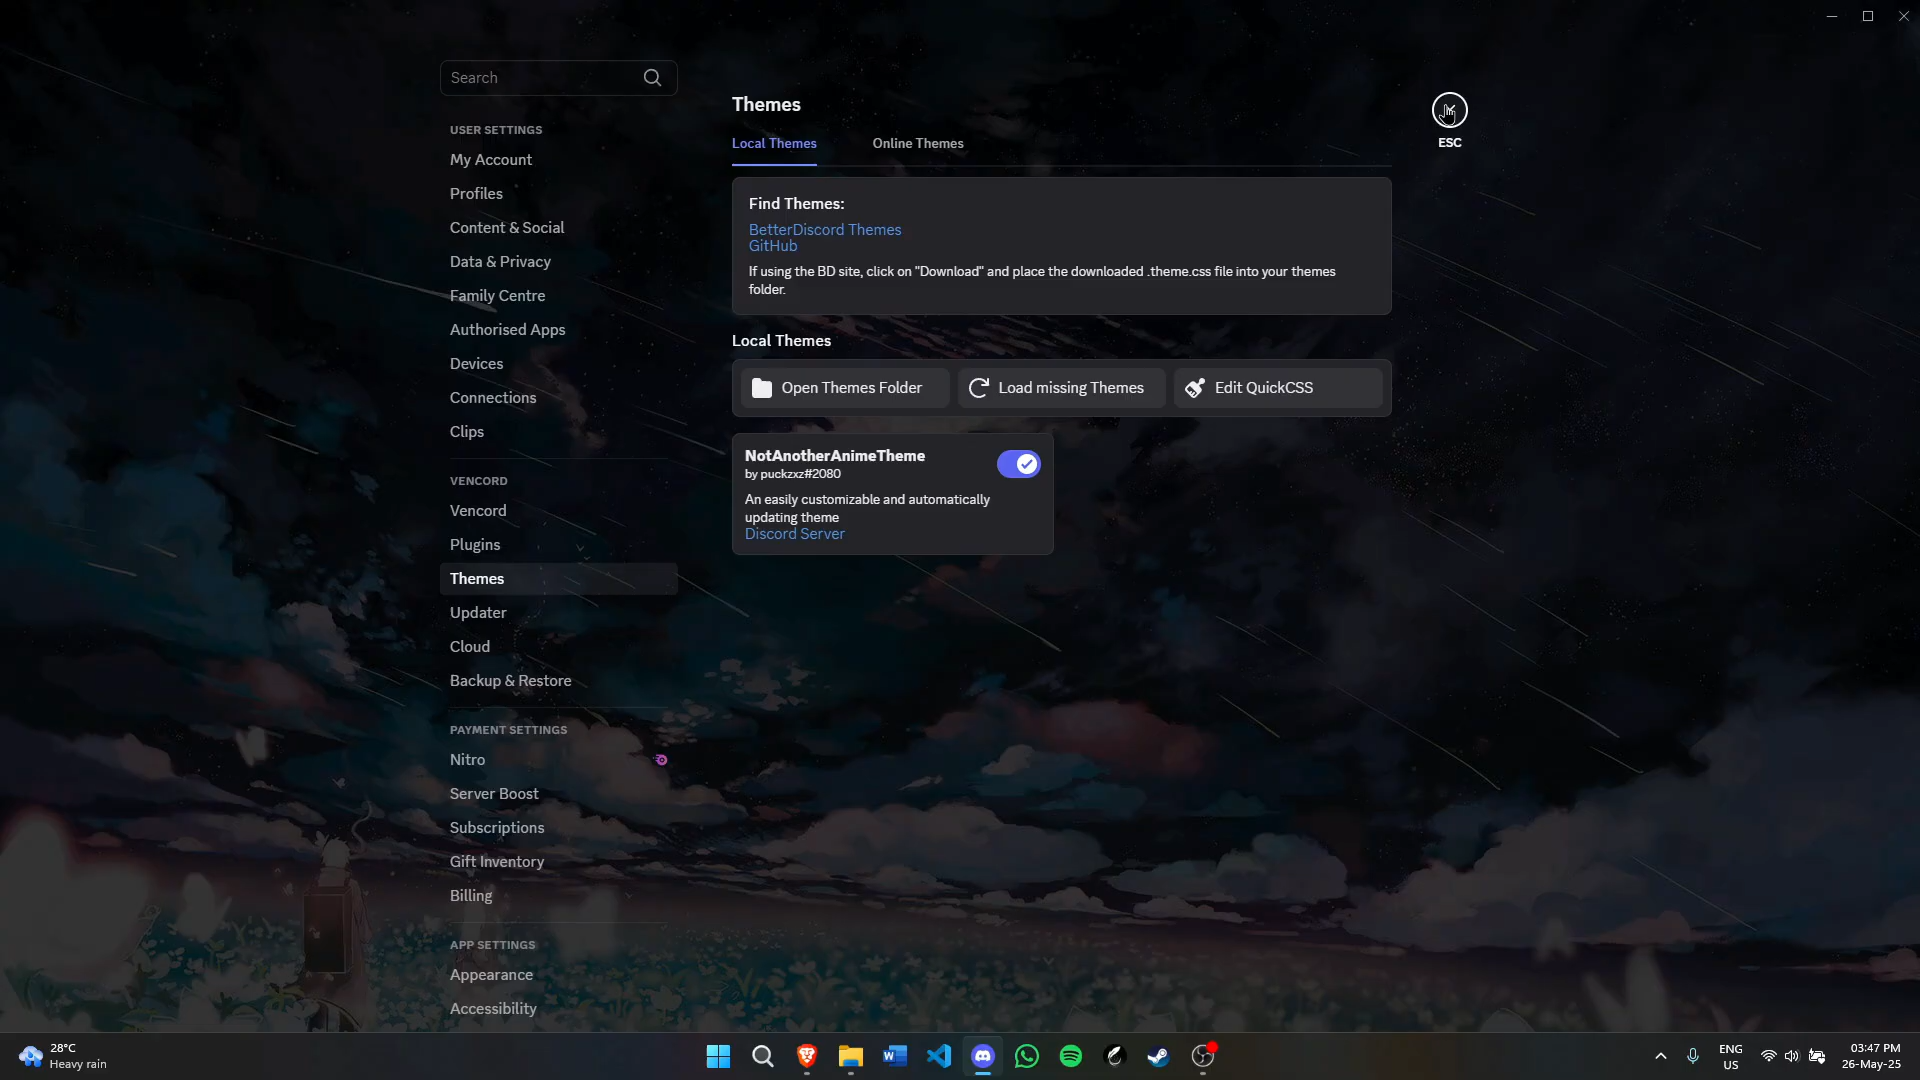 Search
USER SETTINGS
My Account
Profiles
Content & Social
Data & Privacy
Family Centre
Authorised Apps
Devices
Connections
Clips
VENCORD
Vencord
Plugins
Themes
Updater
Cloud
Backup & Restore
PAYMENT SETTINGS
Nitro
Server Boost
Subscriptions
Gift Inventory
Billing
APP SETTINGS
Appearance
Accessibility
Themes
Local Themes
Online Themes
Find Themes:
BetterDiscord Themes
GitHub
If using the BD site, click on "Download" and place the downloaded .theme.css file into your themes
folder.
Local Themes
Open Themes Folder
Load missing Themes
Edit QuickCSS
NotAnotherAnimeTheme
by puckzxz#2080
An easily customizable and automatically
updating theme
Discord Server
ESC
28°C
Heavy rain
ENG
US
03:47 PM
26-May-25